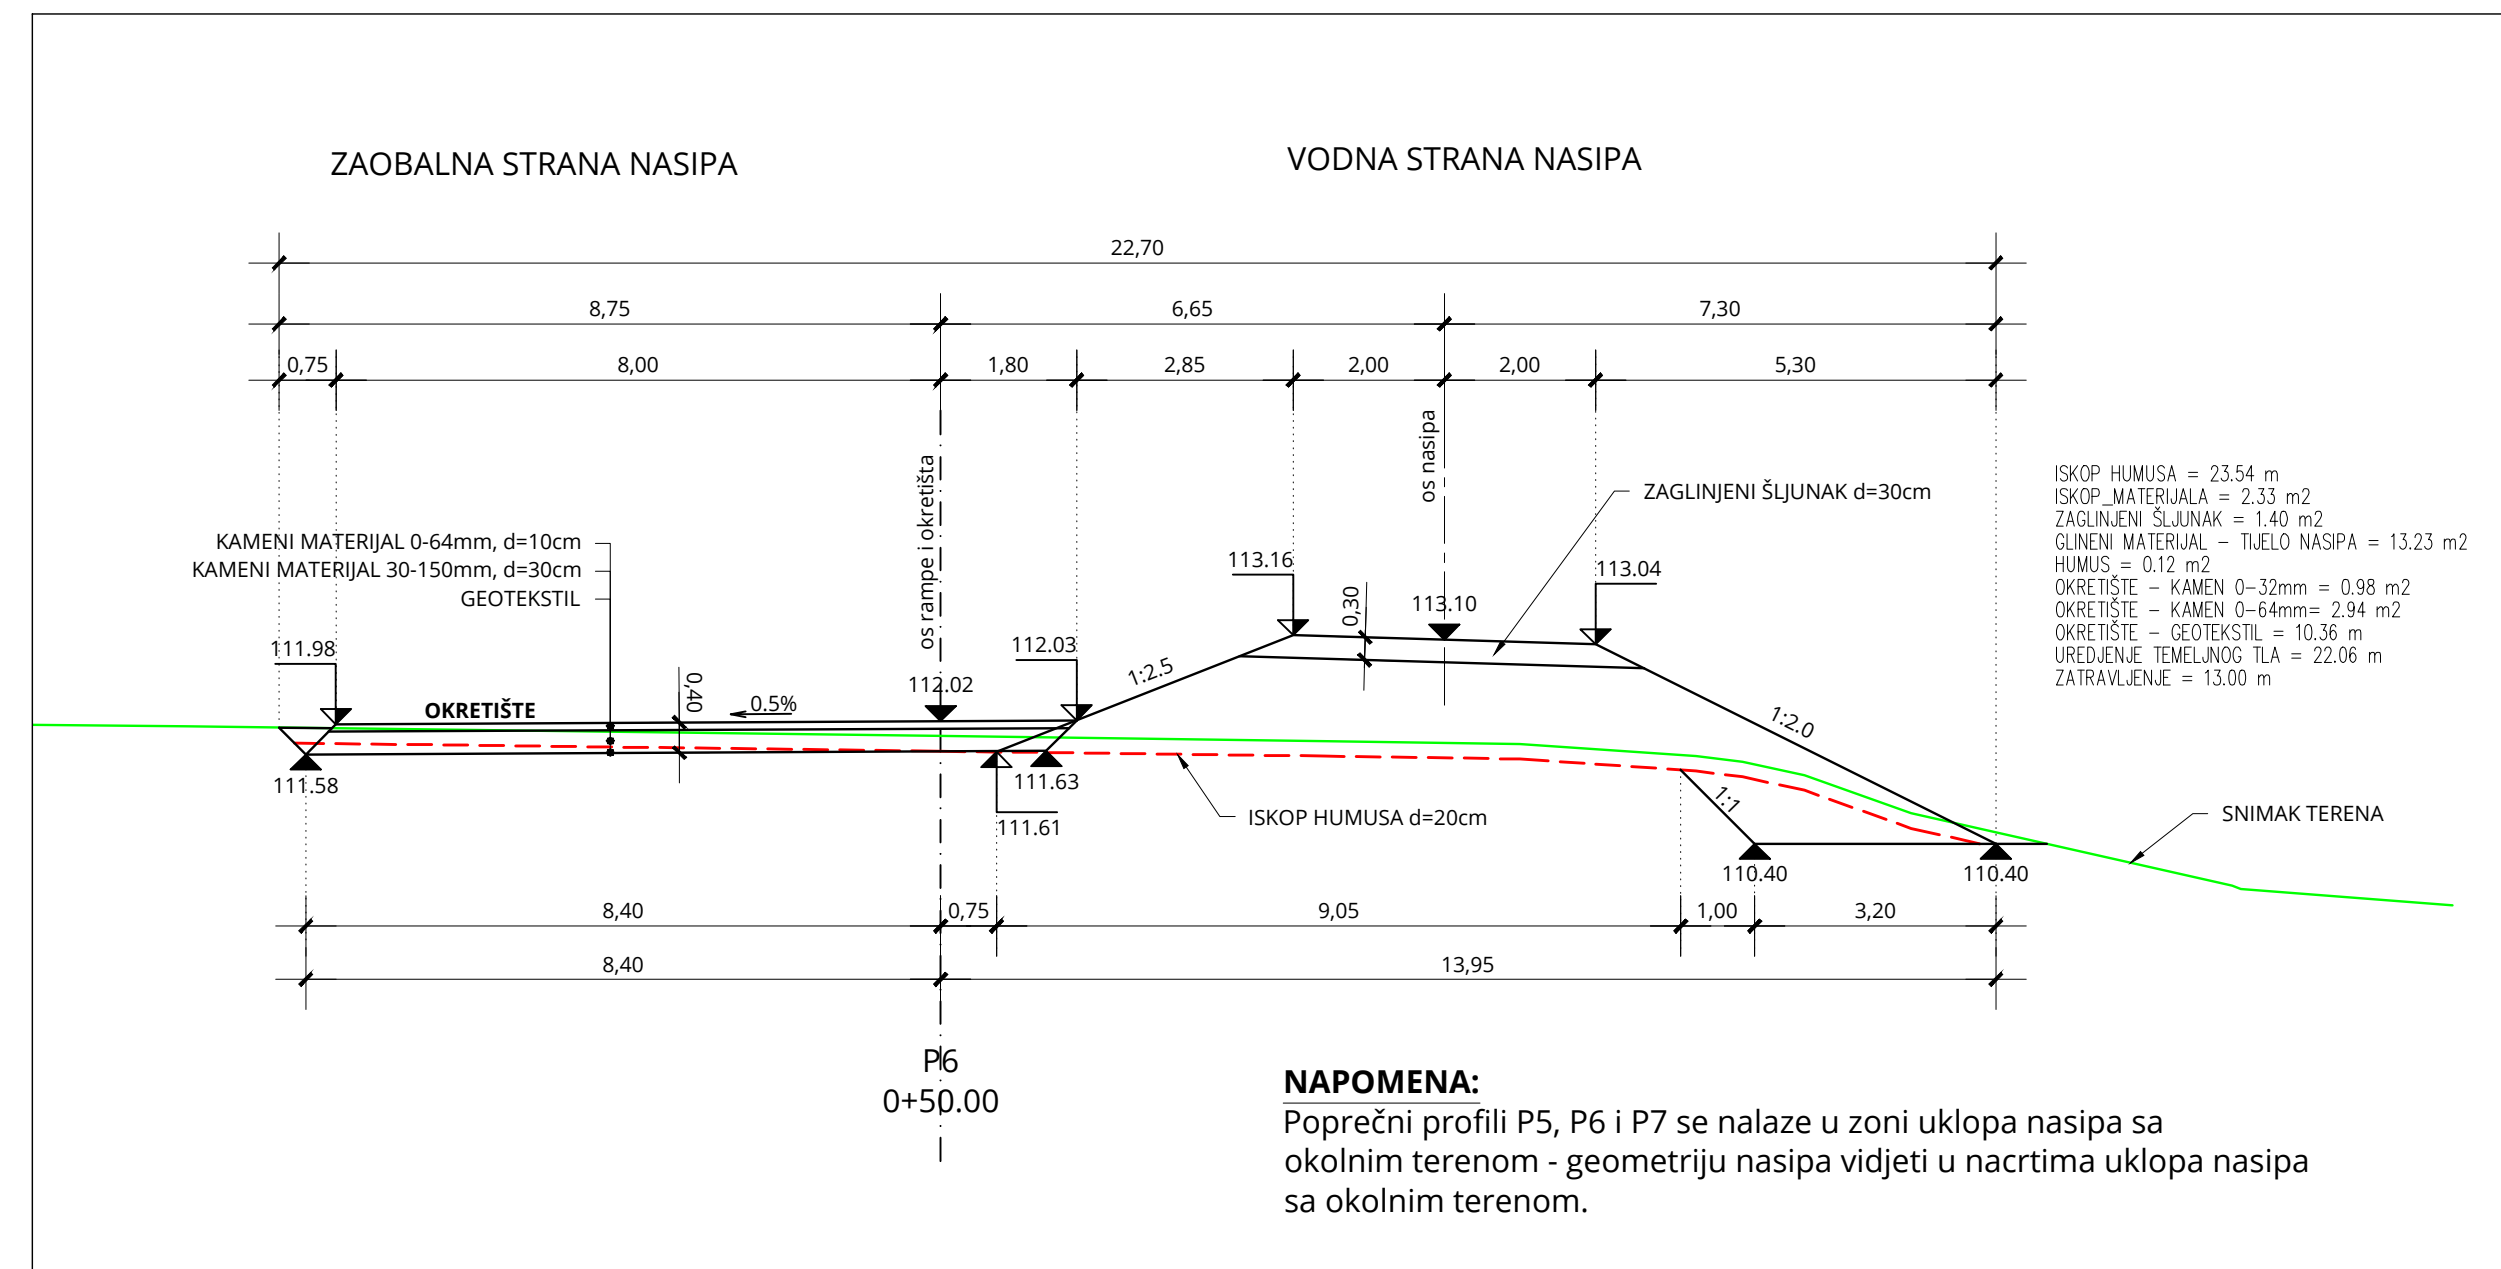 ZAOBALNA STRANA NASIPA
VODNA STRANA NASIPA
22,70
8,75
6,65
7,30
0,75
8,00
1,80
2,85
2,00
2,00
5,30
os rampe i okretišta
os nasipa
ZAGLINJENI ŠLJUNAK d=30cm
ISKOP HUMUSA = 23.54 m
ISKOP_MATERIJALA = 2.33 m2
ZAGLINJENI ŠLJUNAK = 1.40 m2
GLINENI MATERIJAL – TIJELO NASIPA = 13.23 m2
HUMUS = 0.12 m2
OKRETIŠTE – KAMEN 0–32mm = 0.98 m2
OKRETIŠTE – KAMEN 0–64mm= 2.94 m2
OKRETIŠTE – GEOTEKSTIL = 10.36 m
UREDJENJE TEMELJNOG TLA = 22.06 m
ZATRAVLJENJE = 13.00 m
KAMENI MATERIJAL 0-64mm, d=10cm
KAMENI MATERIJAL 30-150mm, d=30cm
GEOTEKSTIL
113.16
0,30
113.10
113.04
111.98
112.03
1:2.5
0,40
112.02
OKRETIŠTE
0.5%
1:2.0
111.58
111.63
111.61
1:1
ISKOP HUMUSA d=20cm
SNIMAK TERENA
110.40
110.40
8,40
0,75
9,05
1,00
3,20
8,40
13,95
P6
0+50.00
NAPOMENA:
Poprečni profili P5, P6 i P7 se nalaze u zoni uklopa nasipa sa
okolnim terenom - geometriju nasipa vidjeti u nacrtima uklopa nasipa
sa okolnim terenom.